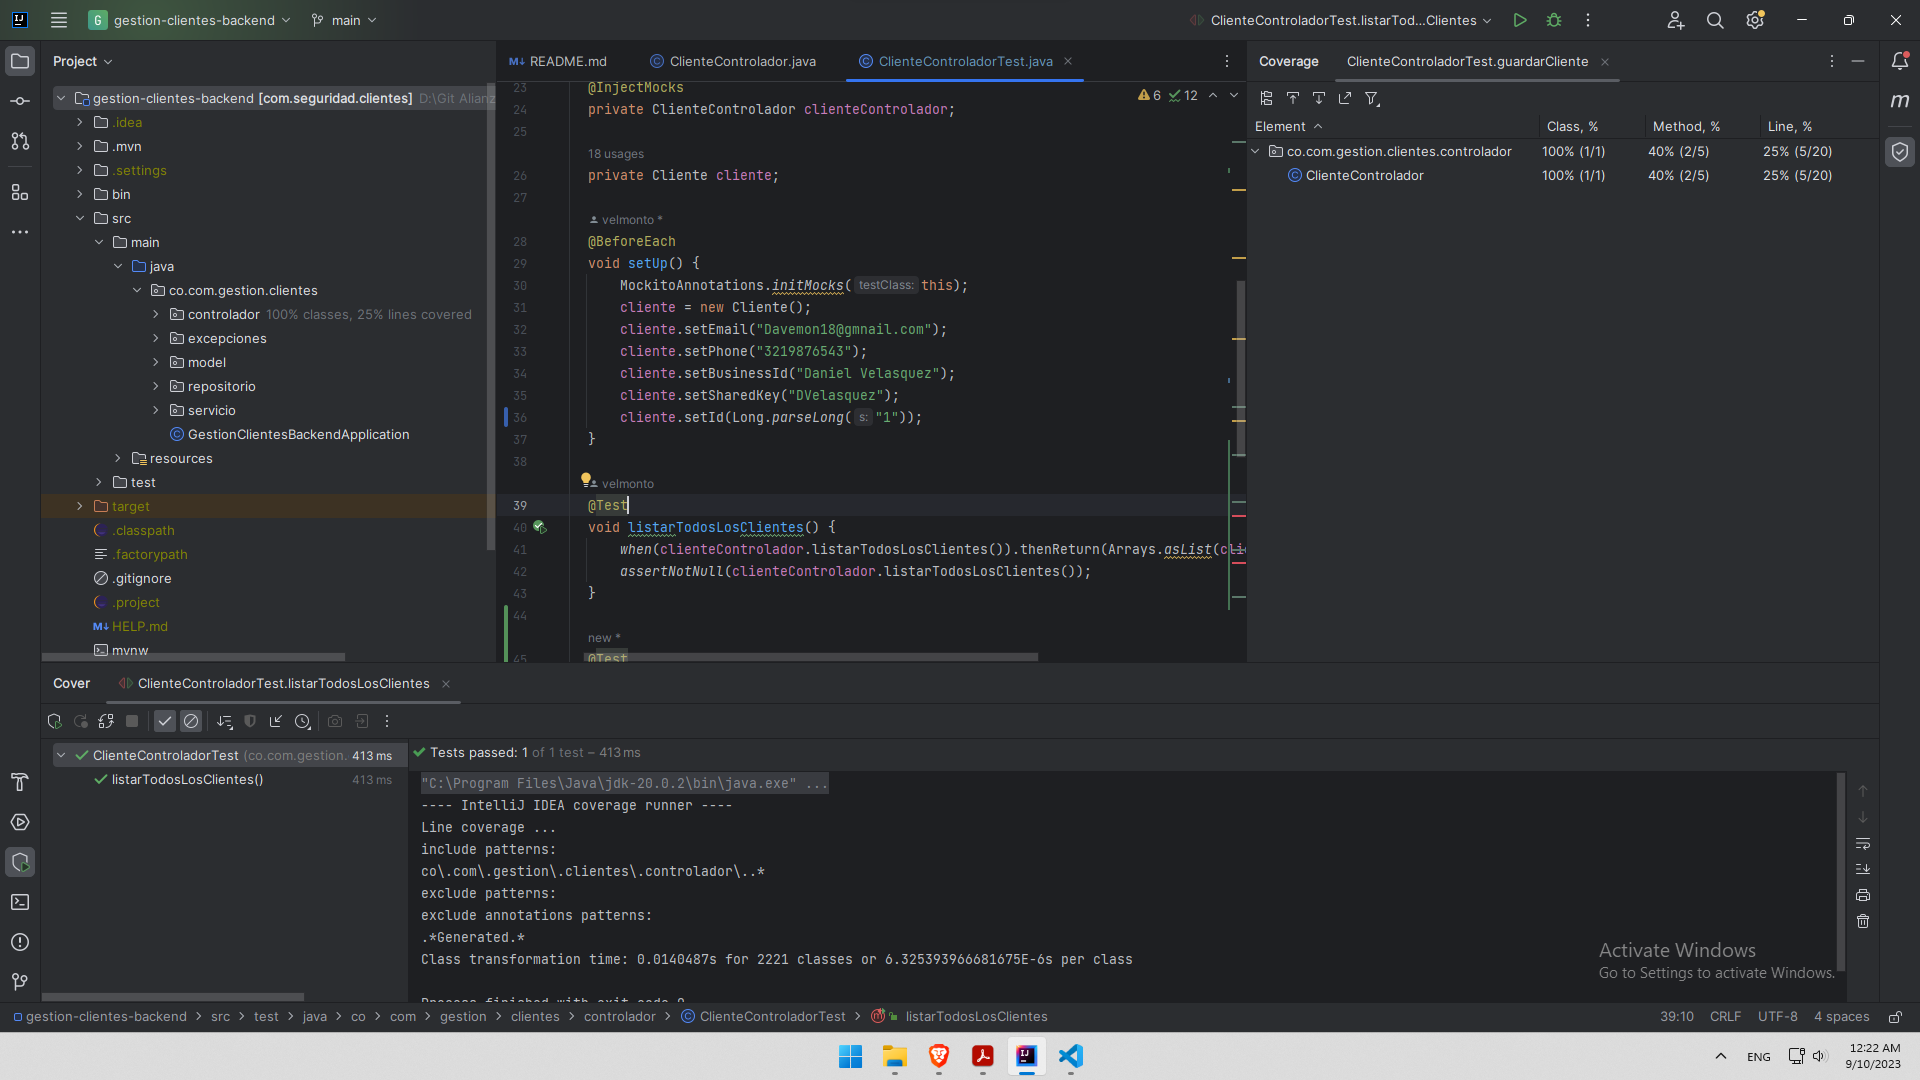 gestion-clientes-backend
main
ClienteControladorTest.listarTod...Clientes
Project
gestion-clientes-backend [com.seguridad.clientes] D:\Git Alianz
.idea
.mvn
.settings
bin
src
main
java
co.com.gestion.clientes
controlador 100% classes, 25% lines covered
excepciones
model
repositorio
servicio
GestionClientesBackendApplication
resources
test
target
.classpath
.factorypath
.gitignore
.project
M↓ HELP.md
mvnw
M↓ README.md
ClienteControlador.java
ClienteControladorTest.java
6 12
23 @InjectMocks
24 private ClienteControlador clienteControlador;
25
18 usages
26 private Cliente cliente;
27
velmonto *
28 @BeforeEach
29 void setUp() {
30 MockitoAnnotations.initMocks( testClass: this);
31 cliente = new Cliente();
32 cliente.setEmail("Davemon18@gmnail.com");
33 cliente.setPhone("3219876543");
34 cliente.setBusinessId("Daniel Velasquez");
35 cliente.setSharedKey("DVelasquez");
36 cliente.setId(Long.parseLong( s: "1"));
37 }
38
velmonto
39 @Test
40 void listarTodosLosClientes() {
41 when(clienteControlador.listarTodosLosClientes()).thenReturn(Arrays.asList(cli
42 assertNotNull(clienteControlador.listarTodosLosClientes());
43 }
44
new *
45 @Test
Coverage
ClienteControladorTest.guardarCliente
Element Class, % Method, % Line, %
co.com.gestion.clientes.controlador 100% (1/1) 40% (2/5) 25% (5/20)
ClienteControlador 100% (1/1) 40% (2/5) 25% (5/20)
m
Cover
ClienteControladorTest.listarTodosLosClientes
ClienteControladorTest (co.com.gestion. 413 ms
listarTodosLosClientes() 413 ms
Tests passed: 1 of 1 test – 413 ms
"C:\Program Files\Java\jdk-20.0.2\bin\java.exe" ...
---- IntelliJ IDEA coverage runner ----
Line coverage ...
include patterns:
co\.com\.gestion\.clientes\.controlador\..*
exclude patterns:
exclude annotations patterns:
.*Generated.*
Class transformation time: 0.0140487s for 2221 classes or 6.325393966681675E-6s per class
Process finished with exit code 0
Activate Windows
Go to Settings to activate Windows.
gestion-clientes-backend > src > test > java > co > com > gestion > clientes > controlador > ClienteControladorTest > listarTodosLosClientes
39:10 CRLF UTF-8 4 spaces
ENG
12:22 AM
9/10/2023